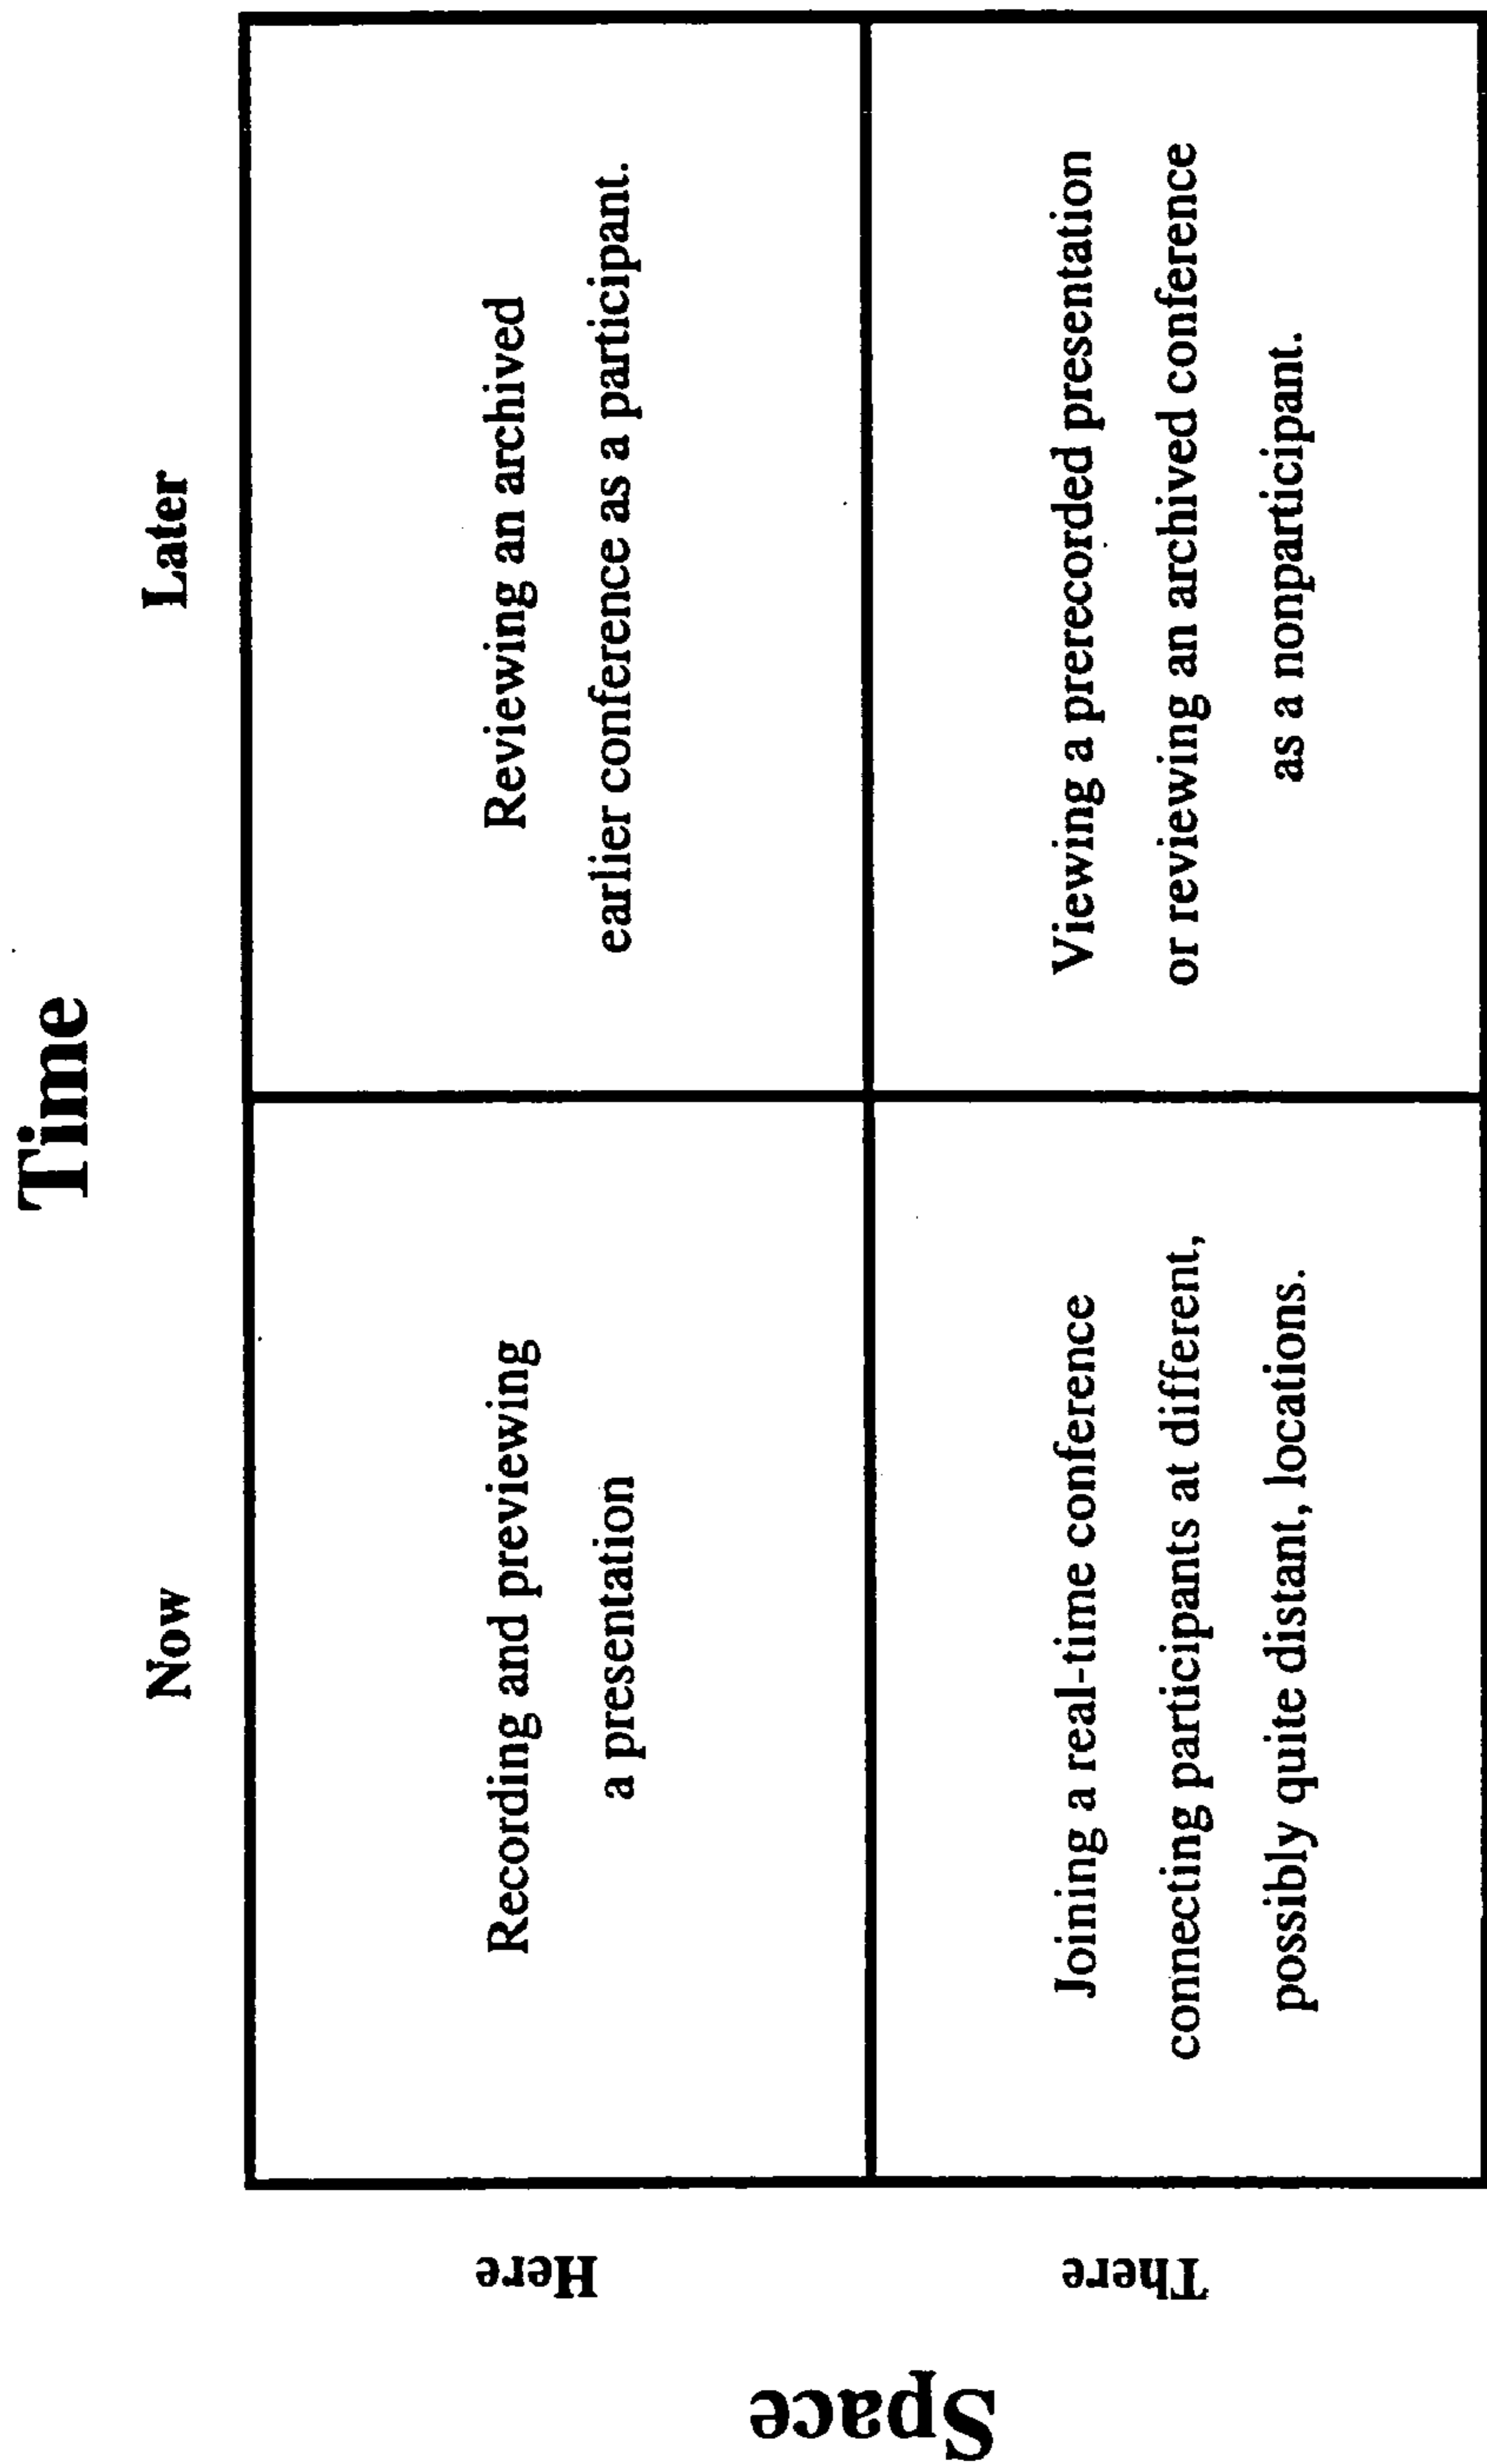 Time
Now
Later
Space
Here
Recording and previewing
a presentation
Reviewing an archived
earlier conference as a participant.
There
Joining a real-time conference
connecting participants at different,
possibly quite distant, locations.
Viewing a prerecorded presentation
or reviewing an archived conference
as a nonparticipant.